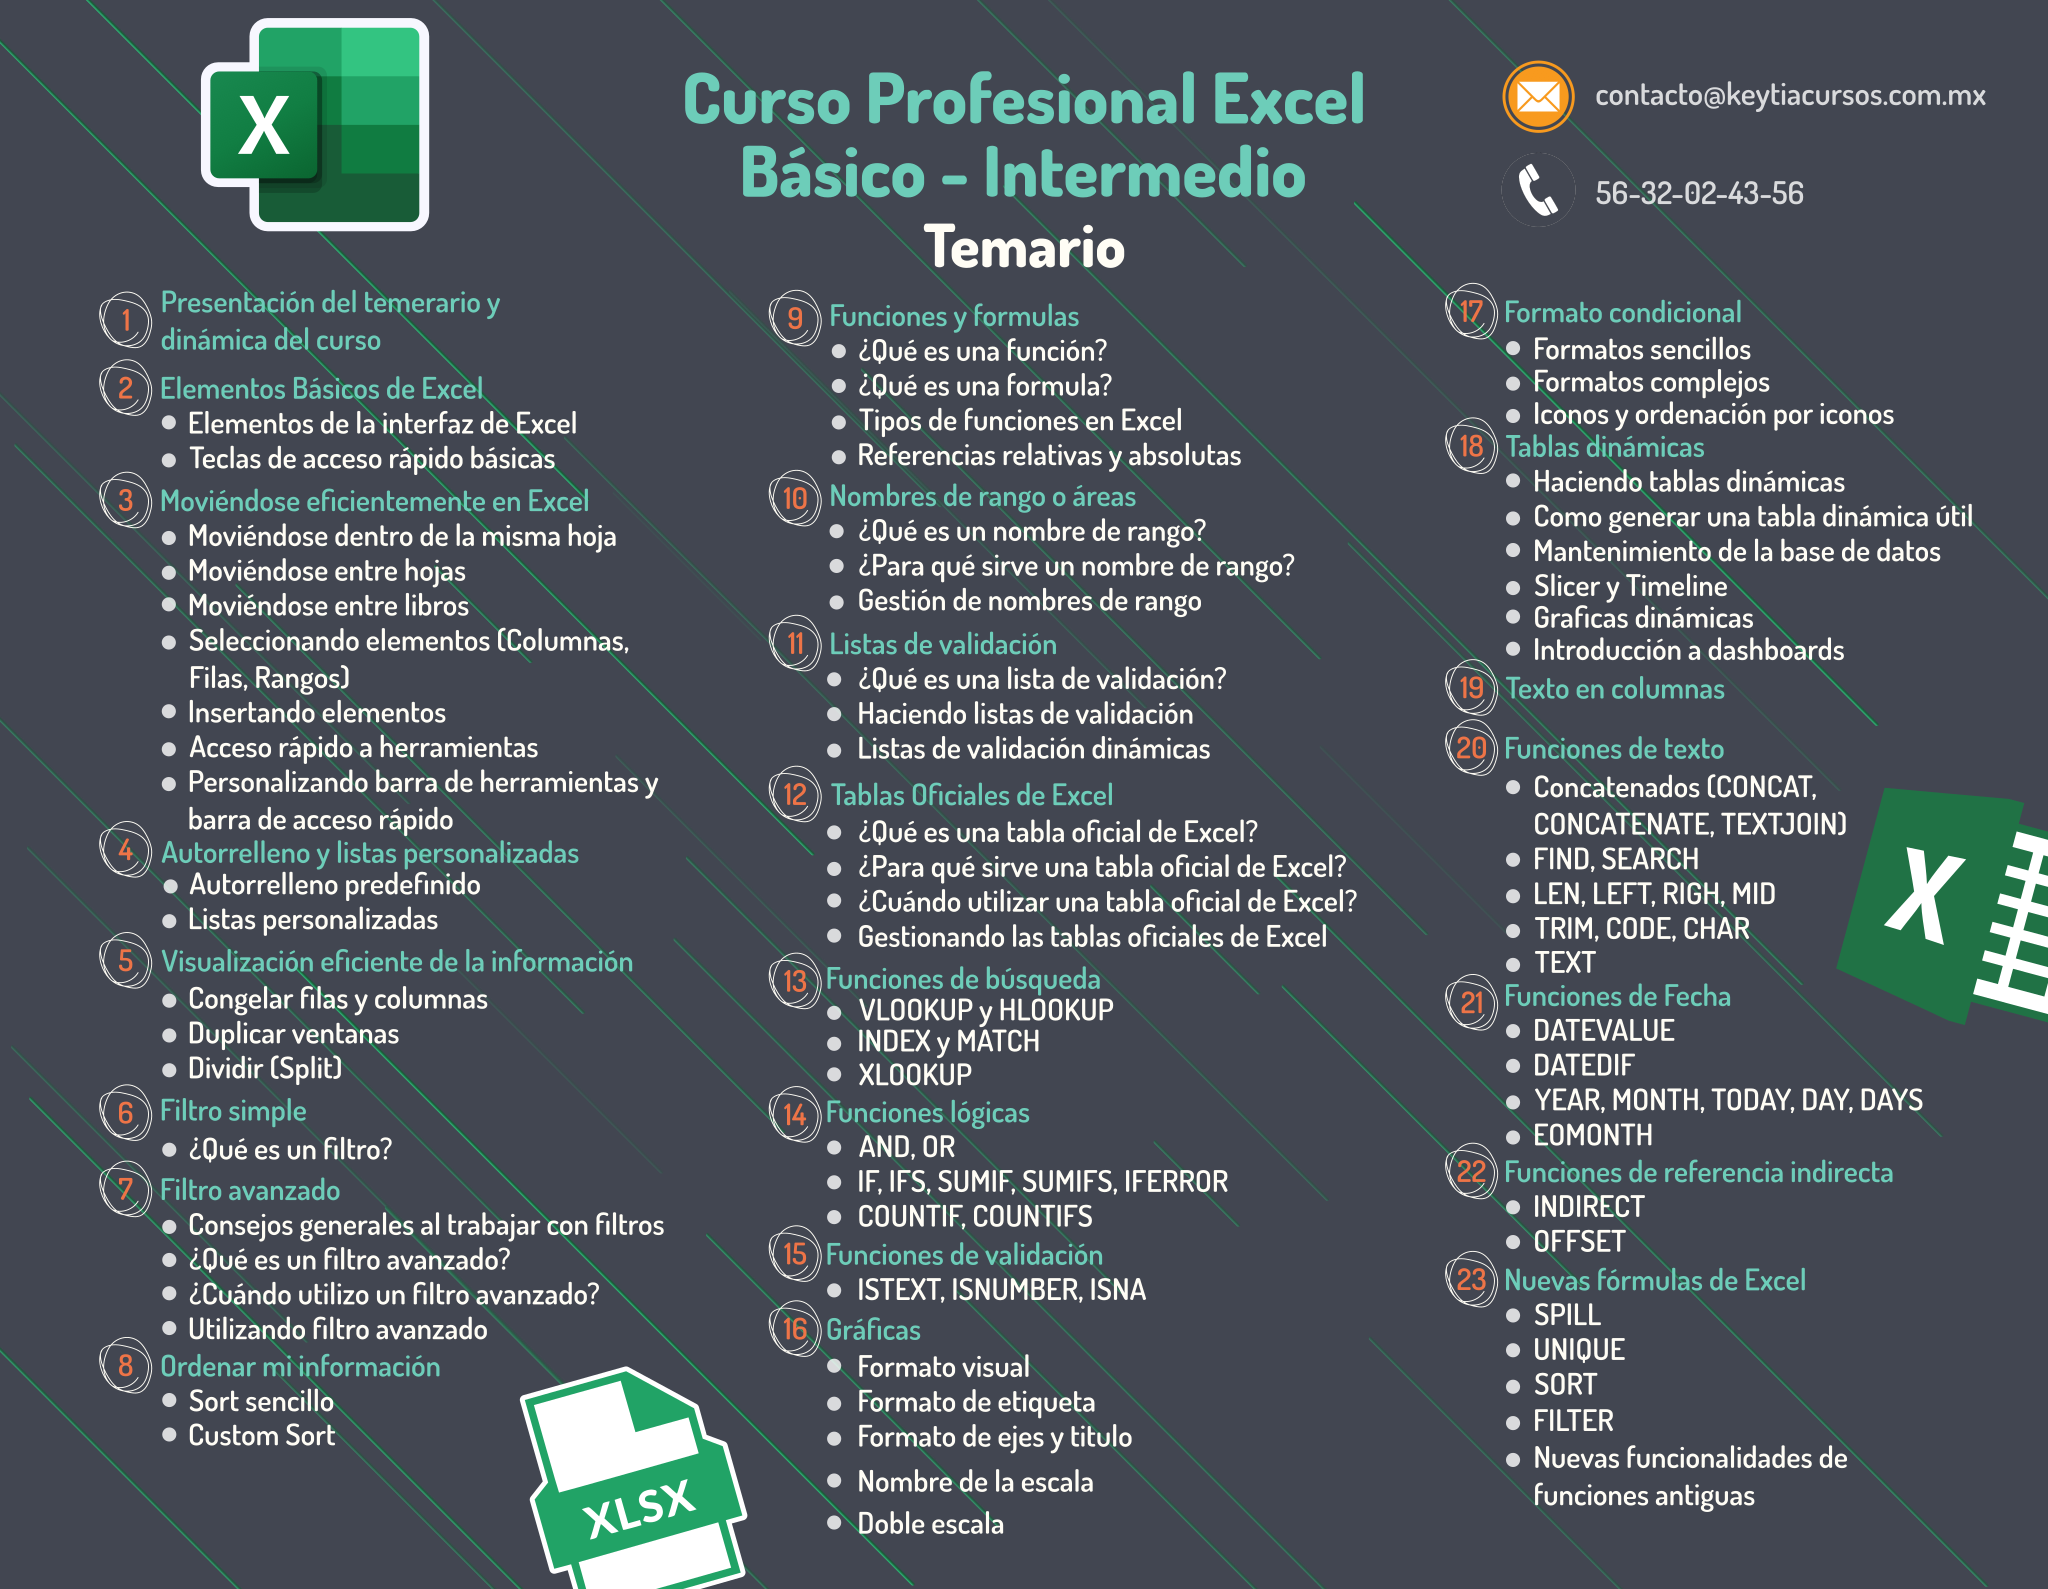 X
Curso Profesional Excel
Básico - Intermedio
Temario
contacto@keytiacursos.com.mx
56-32-02-43-56
1 Presentación del temerario y
dinámica del curso
2 Elementos Básicos de Excel
Elementos de la interfaz de Excel
Teclas de acceso rápido básicas
3 Moviéndose eficientemente en Excel
Moviéndose dentro de la misma hoja
Moviéndose entre hojas
Moviéndose entre libros
Seleccionando elementos (Columnas,
Filas, Rangos)
Insertando elementos
Acceso rápido a herramientas
Personalizando barra de herramientas y
barra de acceso rápido
4 Autorrelleno y listas personalizadas
Autorrelleno predefinido
Listas personalizadas
5 Visualización eficiente de la información
Congelar filas y columnas
Duplicar ventanas
Dividir (Split)
6 Filtro simple
¿Qué es un filtro?
7 Filtro avanzado
Consejos generales al trabajar con filtros
¿Qué es un filtro avanzado?
¿Cuándo utilizo un filtro avanzado?
Utilizando filtro avanzado
8 Ordenar mi información
Sort sencillo
Custom Sort
XLSX
9 Funciones y formulas
¿Qué es una función?
¿Qué es una formula?
Tipos de funciones en Excel
Referencias relativas y absolutas
10 Nombres de rango o áreas
¿Qué es un nombre de rango?
¿Para qué sirve un nombre de rango?
Gestión de nombres de rango
11 Listas de validación
¿Qué es una lista de validación?
Haciendo listas de validación
Listas de validación dinámicas
12 Tablas Oficiales de Excel
¿Qué es una tabla oficial de Excel?
¿Para qué sirve una tabla oficial de Excel?
¿Cuándo utilizar una tabla oficial de Excel?
Gestionando las tablas oficiales de Excel
13 Funciones de búsqueda
VLOOKUP y HLOOKUP
INDEX y MATCH
XLOOKUP
14 Funciones lógicas
AND, OR
IF, IFS, SUMIF, SUMIFS, IFERROR
COUNTIF, COUNTIFS
15 Funciones de validación
ISTEXT, ISNUMBER, ISNA
16 Gráficas
Formato visual
Formato de etiqueta
Formato de ejes y titulo
Nombre de la escala
Doble escala
17 Formato condicional
Formatos sencillos
Formatos complejos
Iconos y ordenación por iconos
18 Tablas dinámicas
Haciendo tablas dinámicas
Como generar una tabla dinámica útil
Mantenimiento de la base de datos
Slicer y Timeline
Graficas dinámicas
Introducción a dashboards
19 Texto en columnas
20 Funciones de texto
Concatenados (CONCAT,
CONCATENATE, TEXTJOIN)
FIND, SEARCH
LEN, LEFT, RIGH, MID
TRIM, CODE, CHAR
TEXT
21 Funciones de Fecha
DATEVALUE
DATEDIF
YEAR, MONTH, TODAY, DAY, DAYS
EOMONTH
22 Funciones de referencia indirecta
INDIRECT
OFFSET
23 Nuevas fórmulas de Excel
SPILL
UNIQUE
SORT
FILTER
Nuevas funcionalidades de
funciones antiguas
X